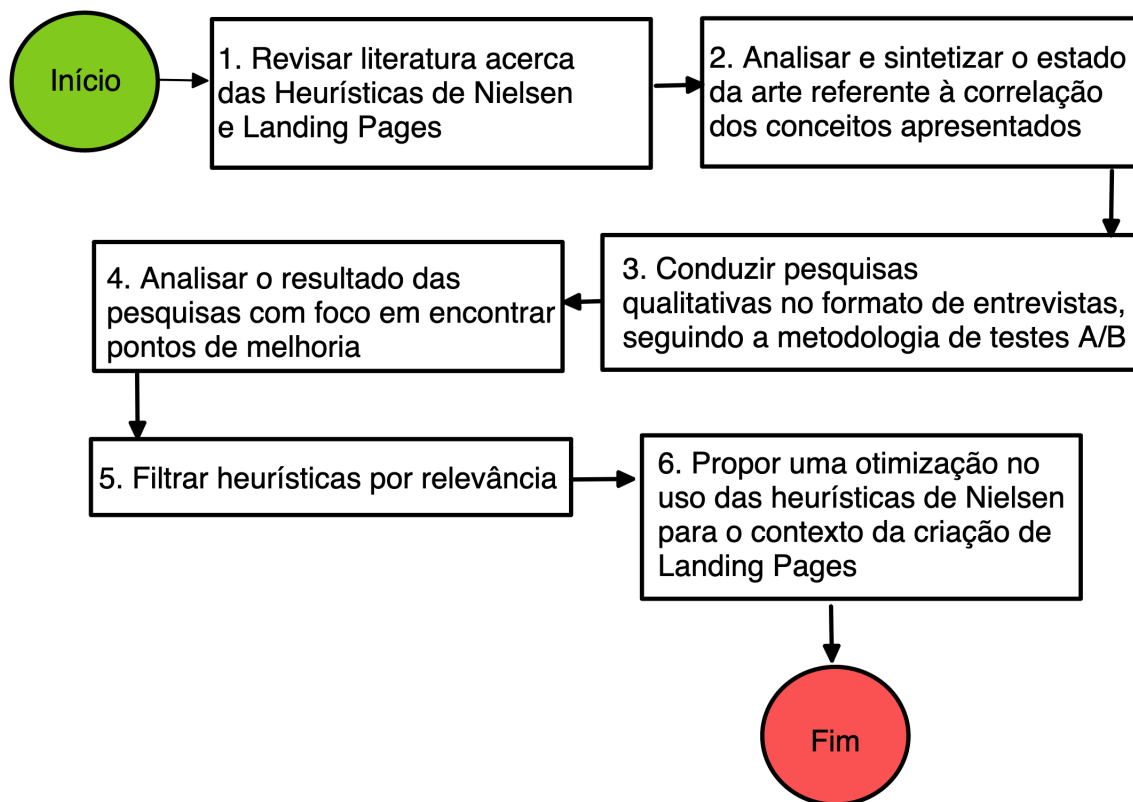 Início
1. Revisar literatura acerca
das Heurísticas de Nielsen
e Landing Pages
2. Analisar e sintetizar o estado
da arte referente à correlação
dos conceitos apresentados
3. Conduzir pesquisas
qualitativas no formato de entrevistas,
seguindo a metodologia de testes A/B
4. Analisar o resultado das
pesquisas com foco em encontrar
pontos de melhoria
5. Filtrar heurísticas por relevância
6. Propor uma otimização no
uso das heurísticas de Nielsen
para o contexto da criação de
Landing Pages
Fim